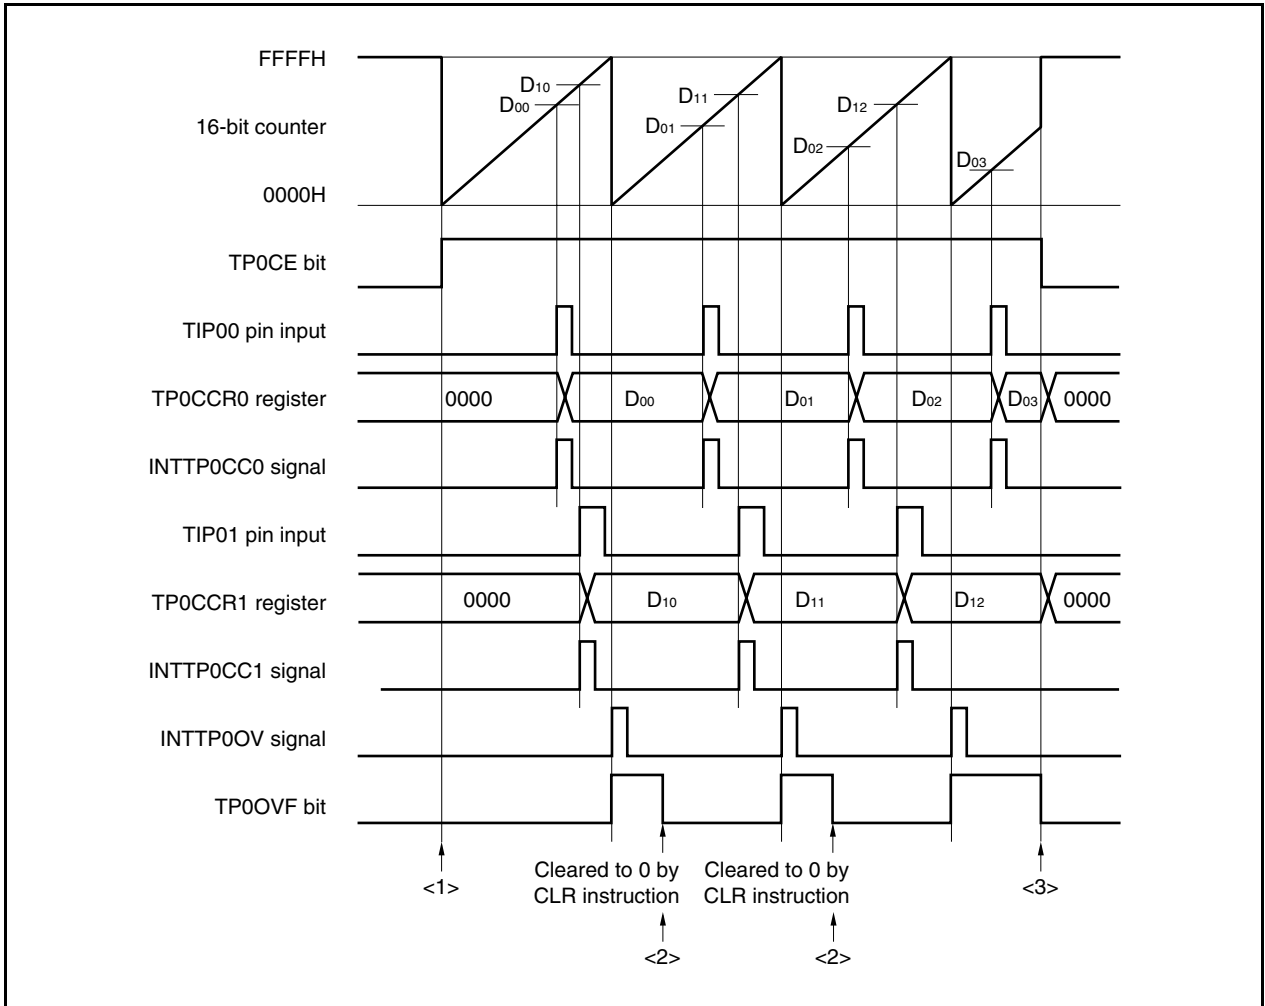 FFFFH
D10
D00
16-bit counter
D11
D01
D12
D02
D03
0000H
TP0CE bit
TIP00 pin input
TP0CCR0 register
0000
D00
D01
D02
D03
0000
INTTP0CC0 signal
TIP01 pin input
TP0CCR1 register
0000
D10
D11
D12
0000
INTTP0CC1 signal
INTTP0OV signal
TP0OVF bit
<1>
Cleared to 0 by
CLR instruction
<2>
Cleared to 0 by
CLR instruction
<2>
<3>